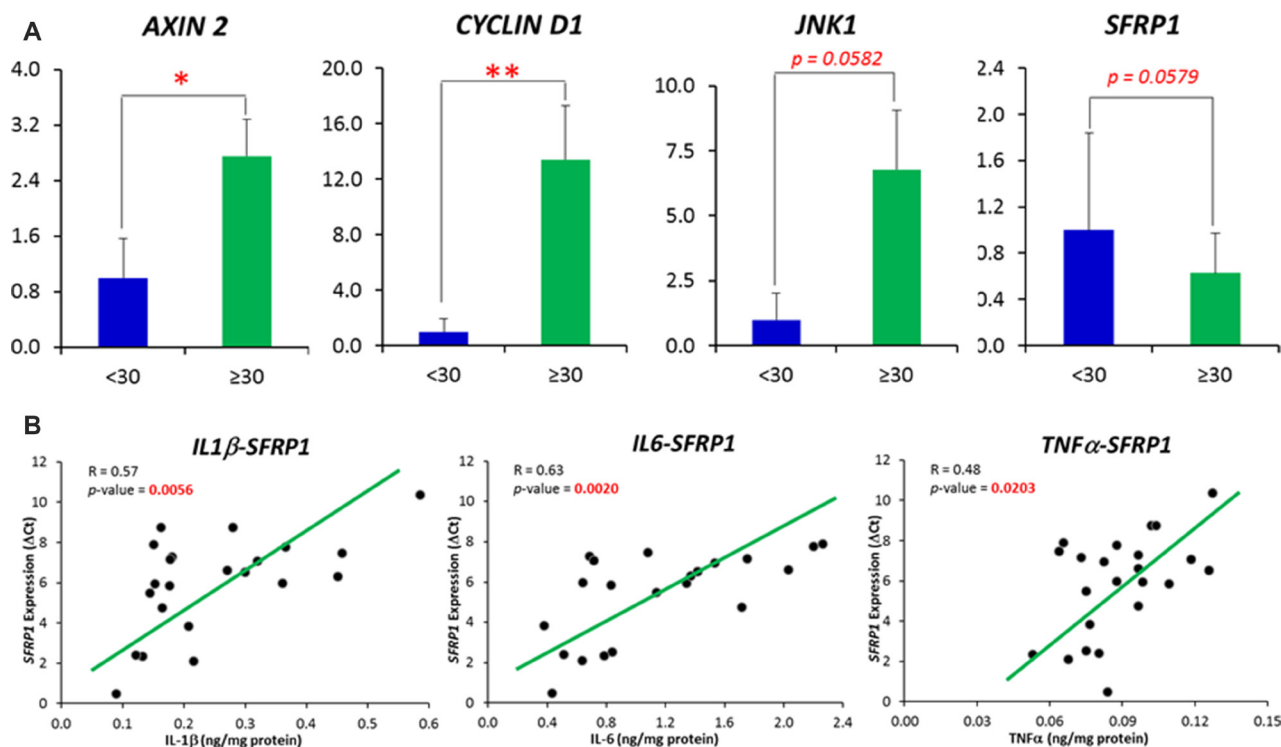 A
AXIN 2
CYCLIN D1
JNK1
SFRP1
4.0
3.2
2.4
1.6
0.8
0.0
*
<30
≥30
20.0
16.0
12.0
8.0
4.0
0.0
**
<30
≥30
10.0
7.5
5.0
2.5
0.0
p = 0.0582
<30
≥30
2.4
2.0
1.6
1.2
0.8
0.4
0.0
p = 0.0579
<30
≥30
B
IL1β-SFRP1
R = 0.57
p-value = 0.0056
SFRP1 Expression (ΔCt)
12
10
8
6
4
2
0
0.0 0.1 0.2 0.3 0.4 0.5 0.6
IL-1β (ng/mg protein)
IL6-SFRP1
R = 0.63
p-value = 0.0020
SFRP1 Expression (ΔCt)
12
10
8
6
4
2
0
0.0 0.4 0.8 1.2 1.6 2.0 2.4
IL-6 (ng/mg protein)
TNFα-SFRP1
R = 0.48
p-value = 0.0203
SFRP1 Expression (ΔCt)
12
10
8
6
4
2
0
0.00 0.03 0.06 0.09 0.12 0.15
TNFα (ng/mg protein)